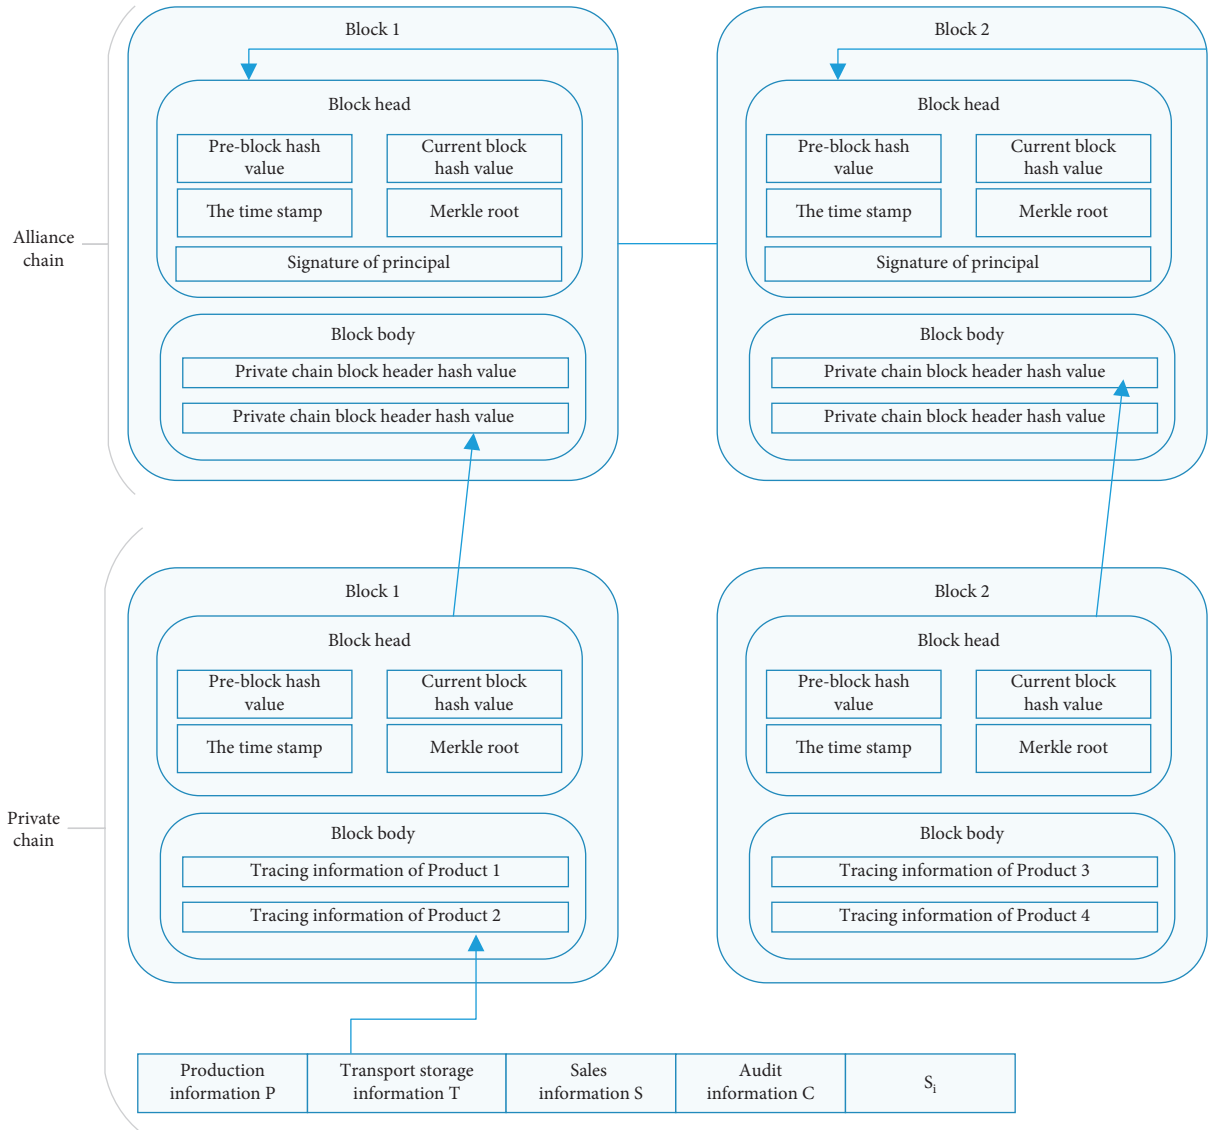 Alliance
chain
Block 1
Block head
Pre-block hash
value
Current block
hash value
The time stamp
Merkle root
Signature of principal
Block body
Private chain block header hash value
Private chain block header hash value
Block 2
Block head
Pre-block hash
value
Current block
hash value
The time stamp
Merkle root
Signature of principal
Block body
Private chain block header hash value
Private chain block header hash value
Private
chain
Block 1
Block head
Pre-block hash
value
Current block
hash value
The time stamp
Merkle root
Block body
Tracing information of Product 1
Tracing information of Product 2
Block 2
Block head
Pre-block hash
value
Current block
hash value
The time stamp
Merkle root
Block body
Tracing information of Product 3
Tracing information of Product 4
Production
information P
Transport storage
information T
Sales
information S
Audit
information C
Si